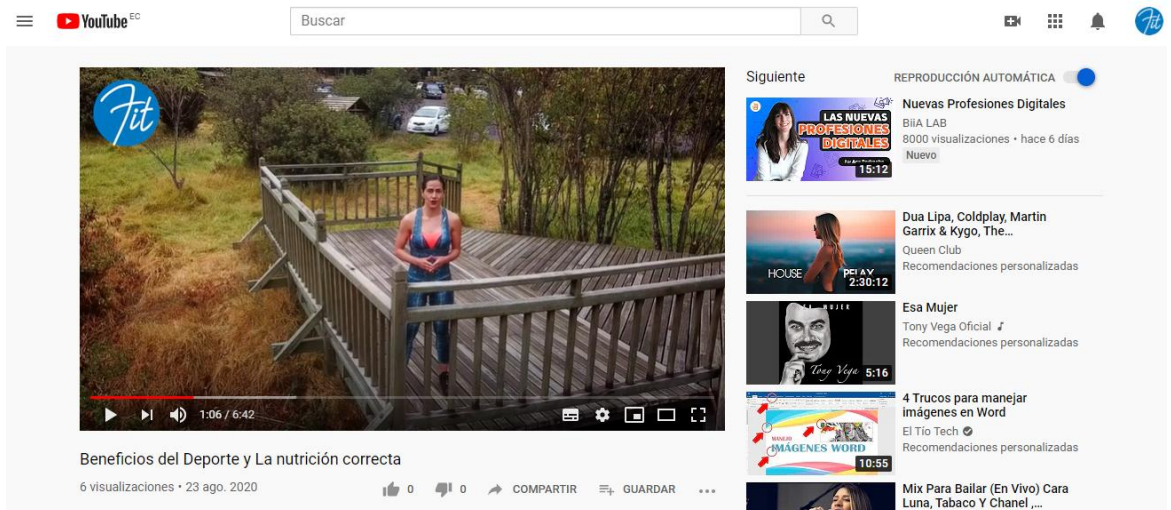 YouTube EC
Buscar
Fit
Fit
1:06 / 6:42
Beneficios del Deporte y La nutrición correcta
6 visualizaciones • 23 ago. 2020
0
0
COMPARTIR
GUARDAR
Siguiente
REPRODUCCIÓN AUTOMÁTICA
LAS NUEVAS
PROFESIONES
DIGITALES
15:12
Nuevas Profesiones Digitales
BiiA LAB
8000 visualizaciones • hace 6 días
Nuevo
HOUSE RELAX
2:30:12
Dua Lipa, Coldplay, Martin
Garrix & Kygo, The...
Queen Club
Recomendaciones personalizadas
MUJER
Tony Vega
5:16
Esa Mujer
Tony Vega Oficial
Recomendaciones personalizadas
IMÁGENES WORD
10:55
4 Trucos para manejar
imágenes en Word
El Tío Tech
Recomendaciones personalizadas
Mix Para Bailar (En Vivo) Cara
Luna, Tabaco Y Chanel ,...